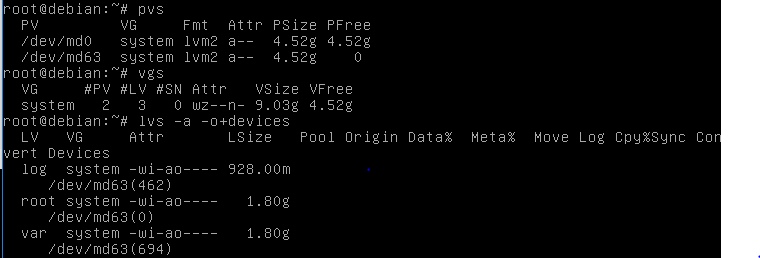 root@debian:~# pvs
  PV         VG     Fmt  Attr PSize PFree
  /dev/md0   system lvm2 a--  4.52g 4.52g
  /dev/md63  system lvm2 a--  4.52g    0
root@debian:~# vgs
  VG     #PV #LV #SN Attr   VSize VFree
  system   2   3   0 wz--n- 9.03g 4.52g
root@debian:~# lvs -a -o+devices
  LV   VG     Attr       LSize   Pool Origin Data%  Meta%  Move Log Cpy%Sync Con
vert Devices
  log  system -wi-ao---- 928.00m
     /dev/md63(462)
  root system -wi-ao----   1.80g
     /dev/md63(0)
  var  system -wi-ao----   1.80g
     /dev/md63(694)